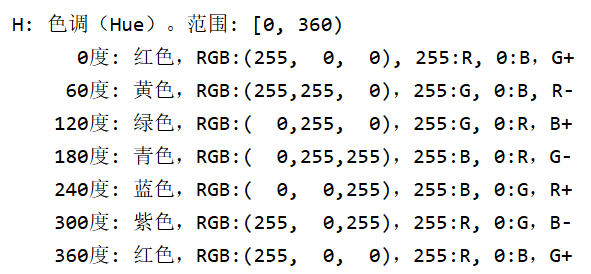 H: 色调（Hue）。范围: [0, 360)
0度: 红色，RGB:(255,  0,  0), 255:R, 0:B，G+
60度: 黄色，RGB:(255,255,  0)，255:G, 0:B, R-
120度: 绿色，RGB:(  0,255,  0)，255:G, 0:R，B+
180度: 青色，RGB:(  0,255,255)，255:B, 0:R，G-
240度: 蓝色，RGB:(  0,  0,255)，255:B, 0:G，R+
300度: 紫色，RGB:(255,  0,255)，255:R, 0:G，B-
360度: 红色，RGB:(255,  0,  0)，255:R, 0:B，G+